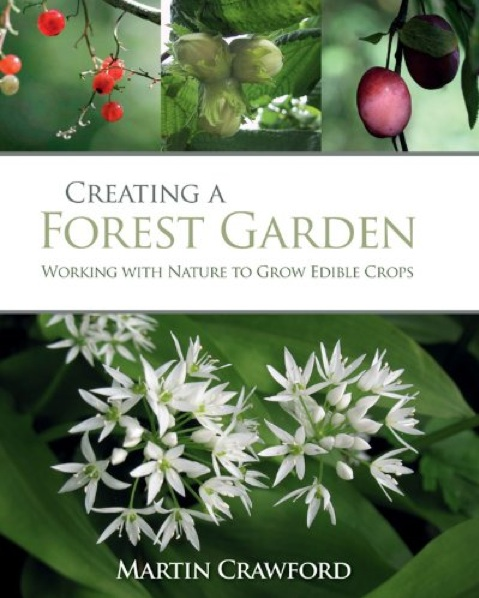 CREATING A
FOREST GARDEN
WORKING WITH NATURE TO GROW EDIBLE CROPS
MARTIN CRAWFORD